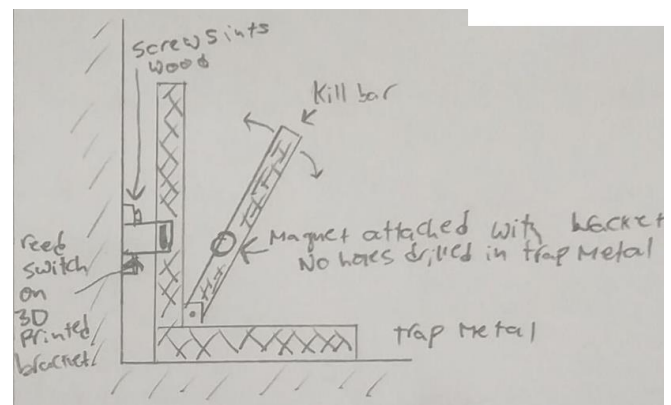 Screws into
wood
Kill bar
Magnet attached with bracket
No holes drilled in trap metal
reed
switch
on
3D
Printed
bracket
trap metal